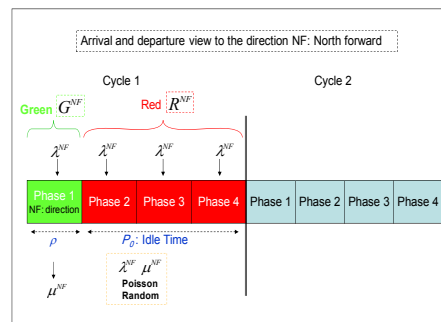 Arrival and departure view to the direction NF: North forward
Cycle 1
Cycle 2
Green G^NF
Red R^NF
λ^NF λ^NF λ^NF λ^NF
Phase 1 Phase 2 Phase 3 Phase 4 Phase 1 Phase 2 Phase 3 Phase 4
NF: direction
ρ
P₀: Idle Time
μ^NF
λ^NF μ^NF
Poisson
Random